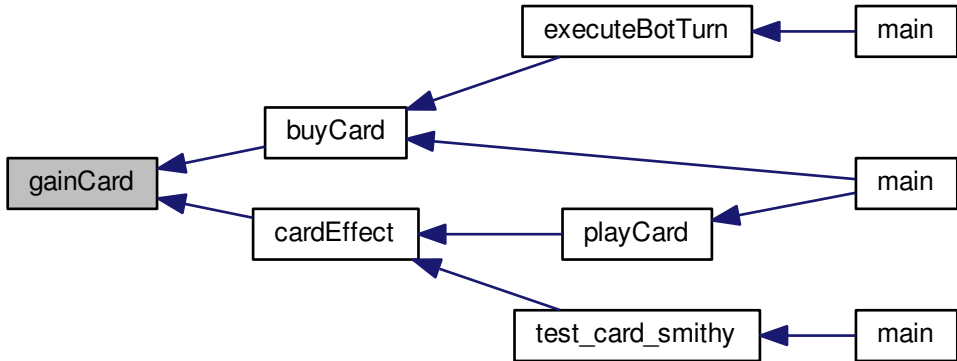 executeBotTurn
main
buyCard
gainCard
main
cardEffect
playCard
test_card_smithy
main